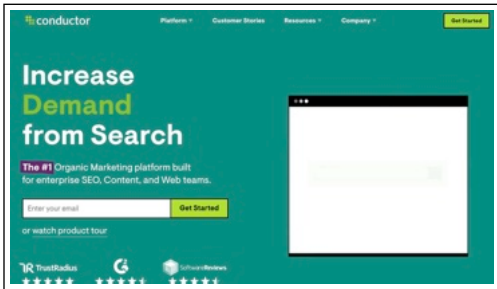 conductor
Platform Customer Stories Resources Company Get Started
Increase
Demand
from Search
The #1 Organic Marketing platform built
for enterprise SEO, Content, and Web teams.
Enter your email Get Started
or watch product tour
TrustRadius G SoftwareReviews